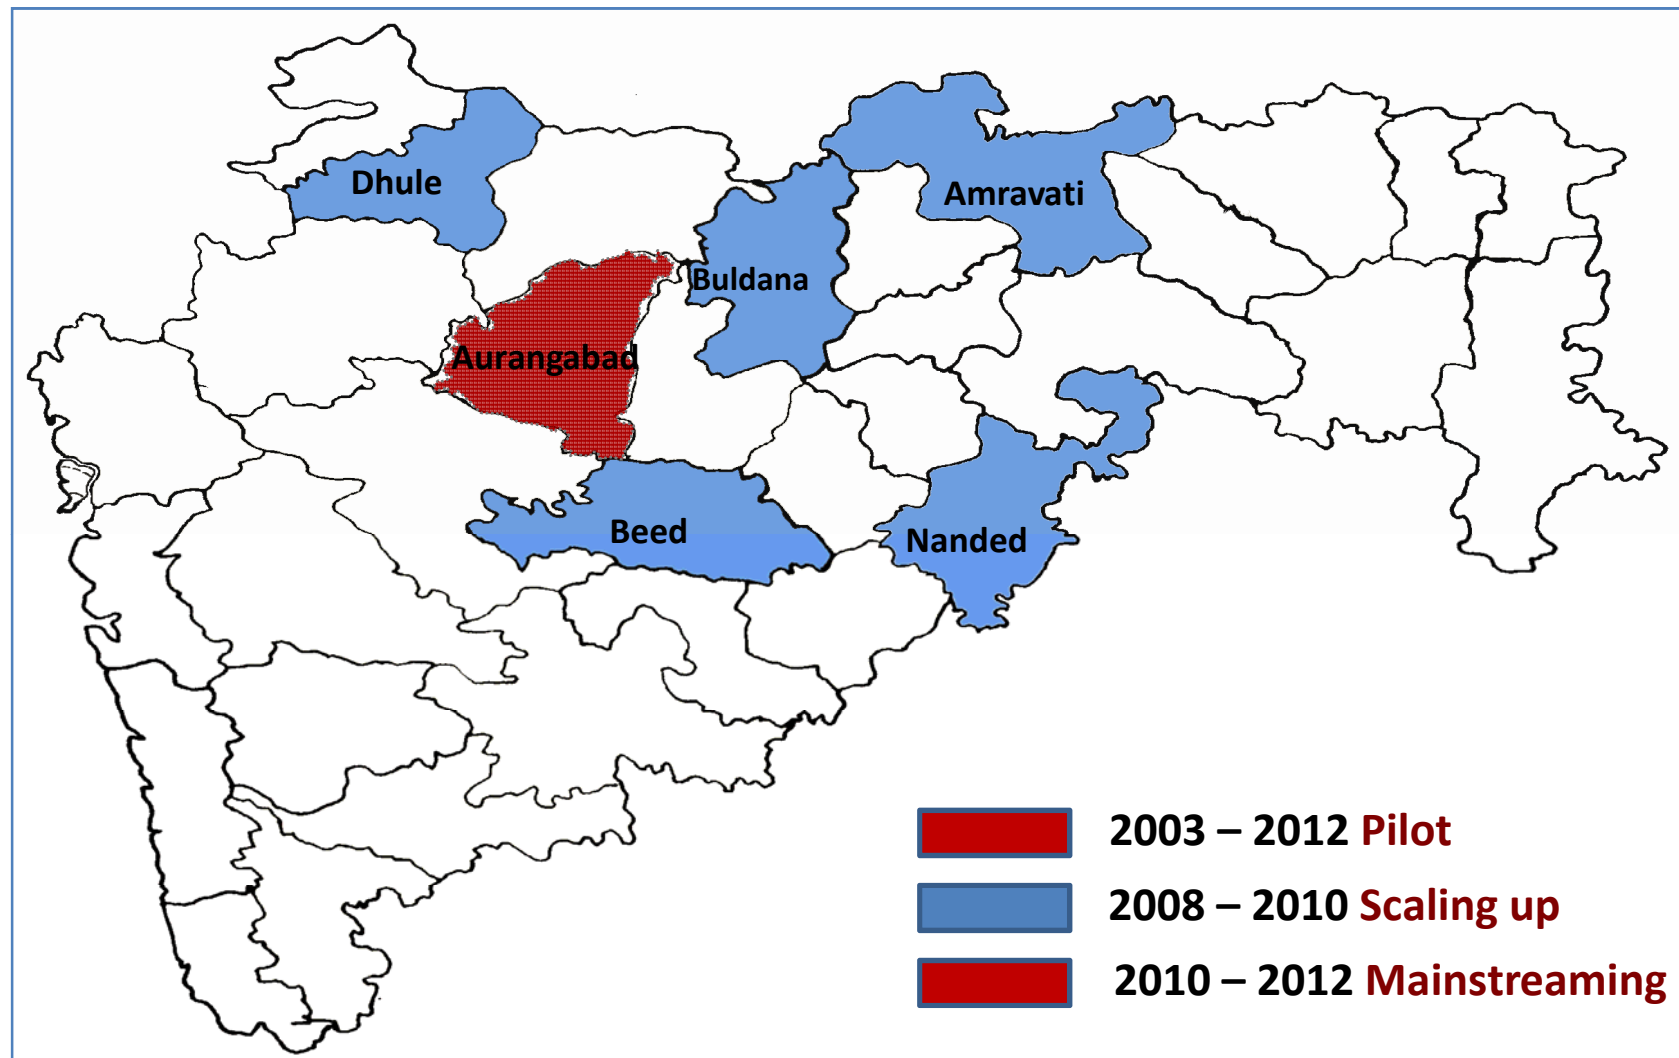 Dhule
Amravati
Buldana
Aurangabad
Beed
Nanded
2003 – 2012 Pilot
2008 – 2010 Scaling up
2010 – 2012 Mainstreaming